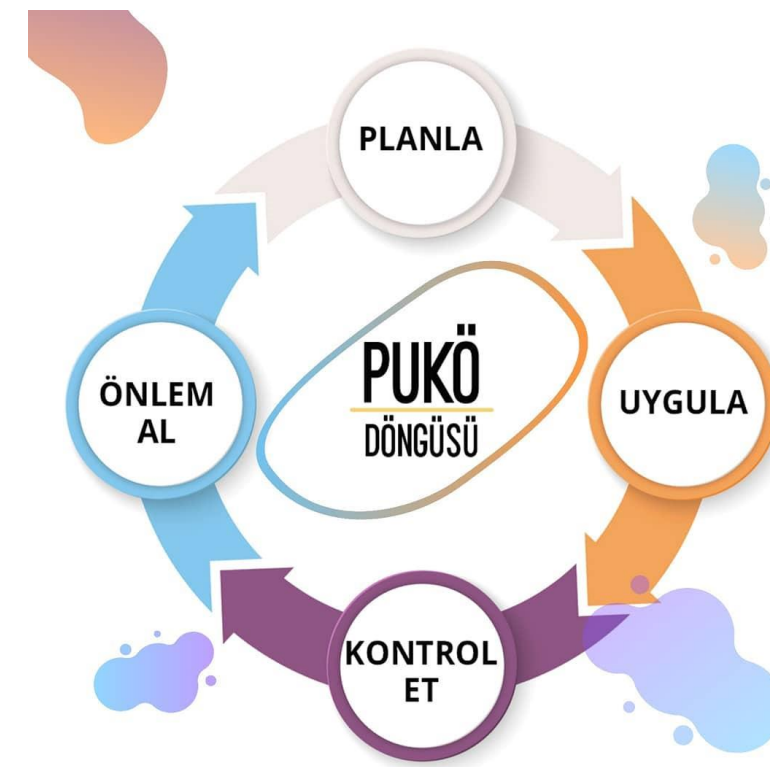 PLANLA
UYGULA
KONTROL
ET
ÖNLEM
AL
PUKÖ
DÖNGÜSÜ